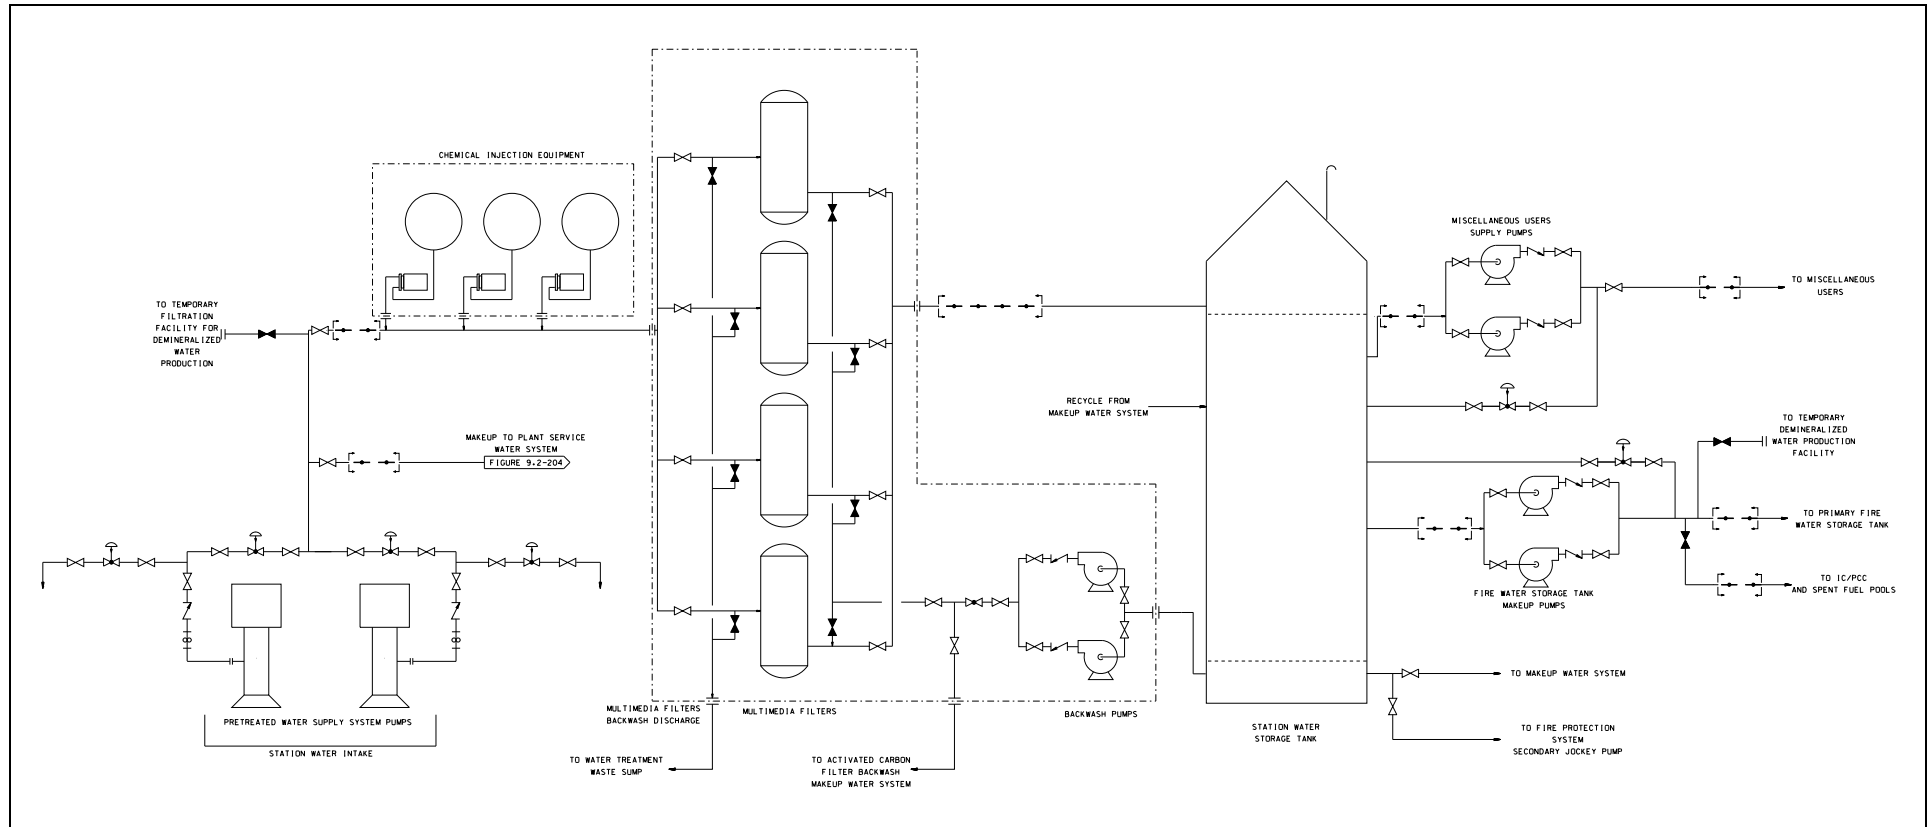 CHEMICAL INJECTION EQUIPMENT
TO TEMPORARY
FILTRATION
FACILITY FOR
DEMINERALIZED
WATER
PRODUCTION
MAKEUP TO PLANT SERVICE
WATER SYSTEM
FIGURE 9.2-204
PRETREATED WATER SUPPLY SYSTEM PUMPS
STATION WATER INTAKE
MULTIMEDIA FILTERS
BACKWASH DISCHARGE
MULTIMEDIA FILTERS
BACKWASH PUMPS
TO WATER TREATMENT
WASTE SUMP
TO ACTIVATED CARBON
FILTER BACKWASH
MAKEUP WATER SYSTEM
RECYCLE FROM
MAKEUP WATER SYSTEM
STATION WATER
STORAGE TANK
MISCELLANEOUS USERS
SUPPLY PUMPS
TO MISCELLANEOUS
USERS
TO TEMPORARY
DEMINERALIZED
WATER PRODUCTION
FACILITY
TO PRIMARY FIRE
WATER STORAGE TANK
FIRE WATER STORAGE TANK
MAKEUP PUMPS
TO IC/PCC
AND SPENT FUEL POOLS
TO MAKEUP WATER SYSTEM
TO FIRE PROTECTION
SYSTEM
SECONDARY JOCKEY PUMP